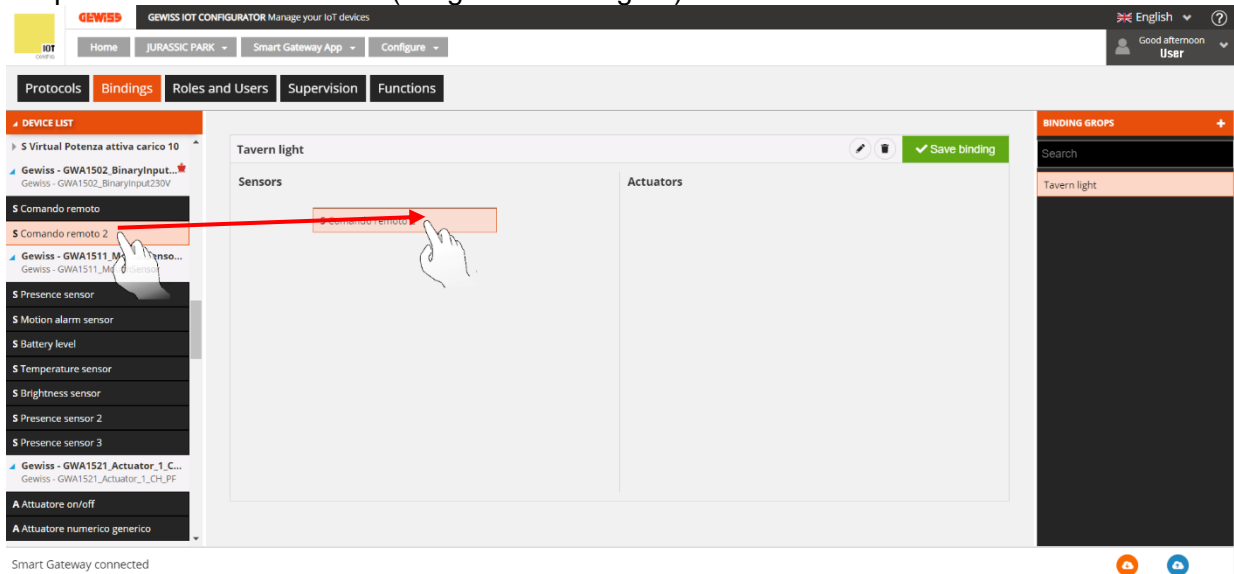 GEWISS
GEWISS IOT CONFIGURATOR Manage your IoT devices
English
?
IOT
Home
JURASSIC PARK
Smart Gateway App
Configure
Good afternoon
User
Protocols
Bindings
Roles and Users
Supervision
Functions
DEVICE LIST
S Virtual Potenza attiva carico 10
Gewiss - GWA1502_BinaryInput...
Gewiss - GWA1502_BinaryInput230V
S Comando remoto
S Comando remoto 2
Gewiss - GWA1511_
Gewiss - GWA1511_
S Presence sensor
S Motion alarm sensor
S Battery level
S Temperature sensor
S Brightness sensor
S Presence sensor 2
S Presence sensor 3
Gewiss - GWA1521_Actuator_1_C...
Gewiss - GWA1521_Actuator_1_CH_PF
A Attuatore on/off
A Attuatore numerico generico
Tavern light
Save binding
Sensors
Actuators
S Comando remoto
BINDING GROPS
+
Search
Tavern light
Smart Gateway connected